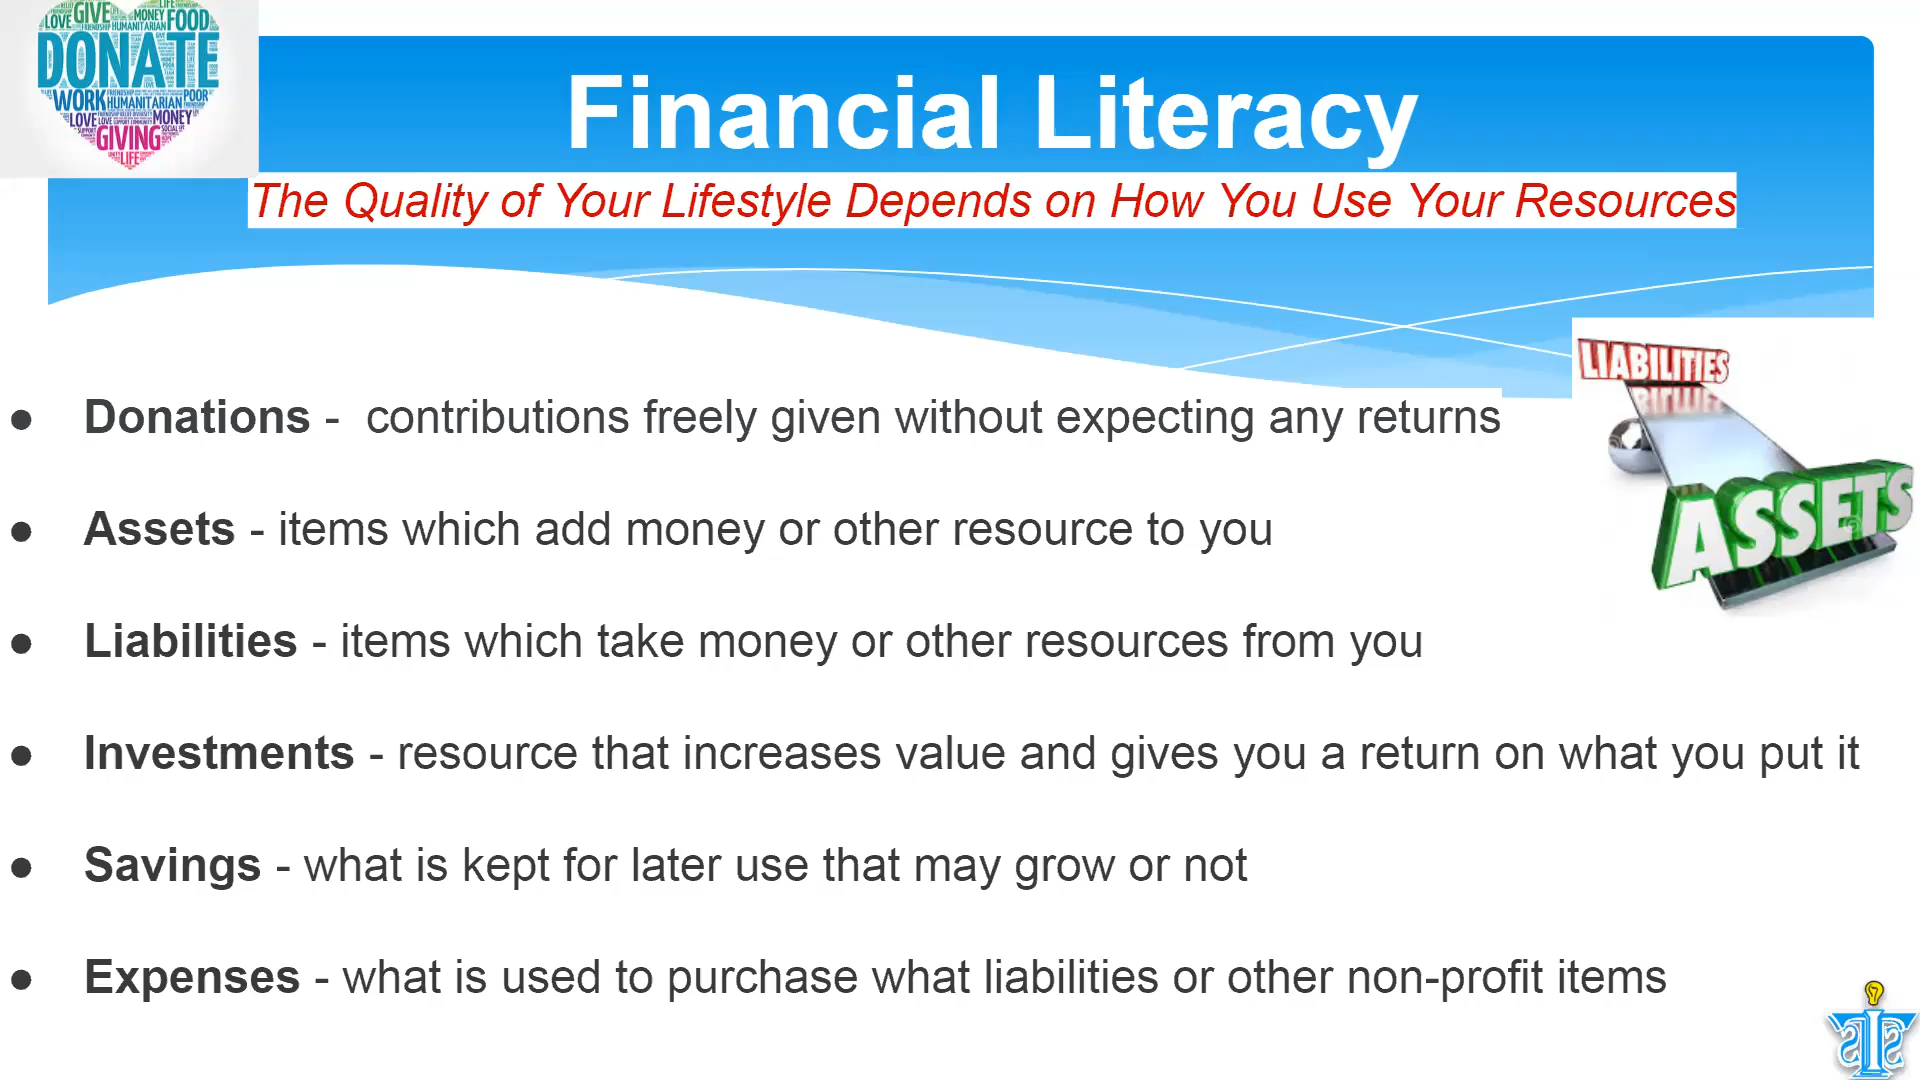 LOVE GIVE MONEY FOOD
HUMANITARIAN
DONATE
WORK HUMANITARIAN POOR
LOVE LOVE MONEY
SUPPORT GIVING SOCIAL
LIFE
Financial Literacy
The Quality of Your Lifestyle Depends on How You Use Your Resources
LIABILITIES
● Donations - contributions freely given without expecting any returns
ASSETS
● Assets - items which add money or other resource to you
● Liabilities - items which take money or other resources from you
● Investments - resource that increases value and gives you a return on what you put it
● Savings - what is kept for later use that may grow or not
● Expenses - what is used to purchase what liabilities or other non-profit items